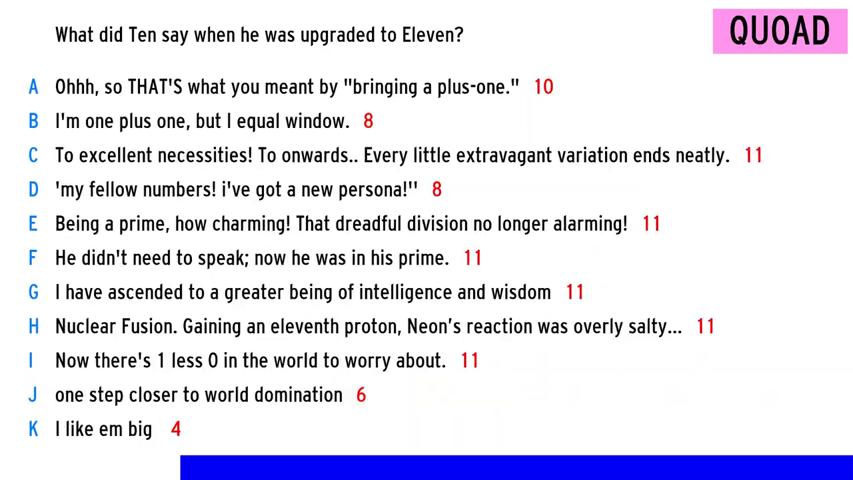 What did Ten say when he was upgraded to Eleven?
QUOAD
A Ohhh, so THAT'S what you meant by "bringing a plus-one." 10
B I'm one plus one, but I equal window. 8
C To excellent necessities! To onwards.. Every little extravagant variation ends neatly. 11
D 'my fellow numbers! i've got a new persona!'' 8
E Being a prime, how charming! That dreadful division no longer alarming! 11
F He didn't need to speak; now he was in his prime. 11
G I have ascended to a greater being of intelligence and wisdom 11
H Nuclear Fusion. Gaining an eleventh proton, Neon’s reaction was overly salty... 11
I Now there's 1 less 0 in the world to worry about. 11
J one step closer to world domination 6
K I like em big 4